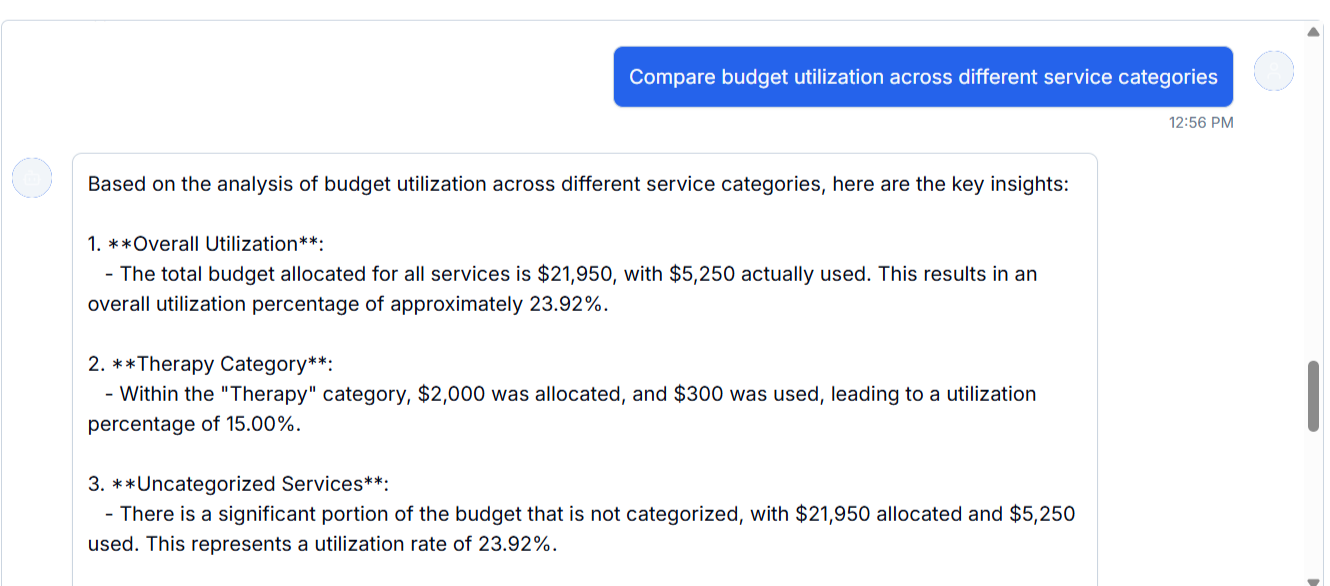 Compare budget utilization across different service categories
12:56 PM
Based on the analysis of budget utilization across different service categories, here are the key insights:
1. **Overall Utilization**:
- The total budget allocated for all services is $21,950, with $5,250 actually used. This results in an
overall utilization percentage of approximately 23.92%.
2. **Therapy Category**:
- Within the "Therapy" category, $2,000 was allocated, and $300 was used, leading to a utilization
percentage of 15.00%.
3. **Uncategorized Services**:
- There is a significant portion of the budget that is not categorized, with $21,950 allocated and $5,250
used. This represents a utilization rate of 23.92%.